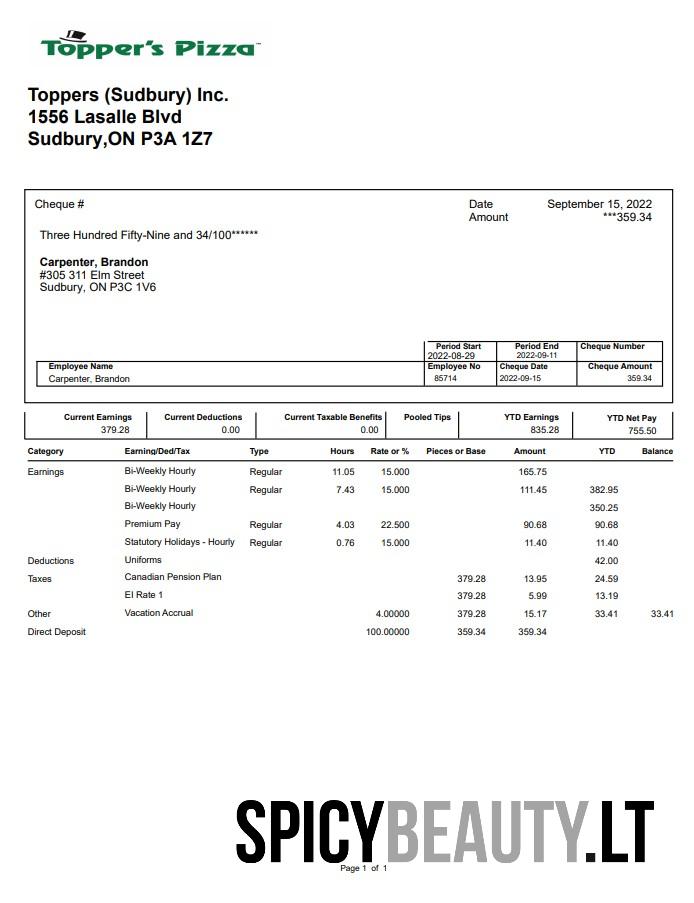 Topper's Pizza™
Toppers (Sudbury) Inc.
1556 Lasalle Blvd
Sudbury,ON P3A 1Z7
Cheque # Date September 15, 2022
Amount ***359.34
Three Hundred Fifty-Nine and 34/100******
Carpenter, Brandon
#305 311 Elm Street
Sudbury, ON P3C 1V6
Period Start Period End Cheque Number
2022-08-29 2022-09-11
Employee Name Employee No Cheque Date Cheque Amount
Carpenter, Brandon 85714 2022-09-15 359.34
Current Earnings Current Deductions Current Taxable Benefits Pooled Tips YTD Earnings YTD Net Pay
379.28 0.00 0.00 835.28 755.50
Category Earning/Ded/Tax Type Hours Rate or % Pieces or Base Amount YTD Balance
Earnings Bi-Weekly Hourly Regular 11.05 15.000 165.75
Bi-Weekly Hourly Regular 7.43 15.000 111.45 382.95
Bi-Weekly Hourly 350.25
Premium Pay Regular 4.03 22.500 90.68 90.68
Statutory Holidays - Hourly Regular 0.76 15.000 11.40 11.40
Deductions Uniforms 42.00
Taxes Canadian Pension Plan 379.28 13.95 24.59
EI Rate 1 379.28 5.99 13.19
Other Vacation Accrual 4.00000 379.28 15.17 33.41 33.41
Direct Deposit 100.00000 359.34 359.34
SPICYBEAUTY.LT
Page 1 of 1